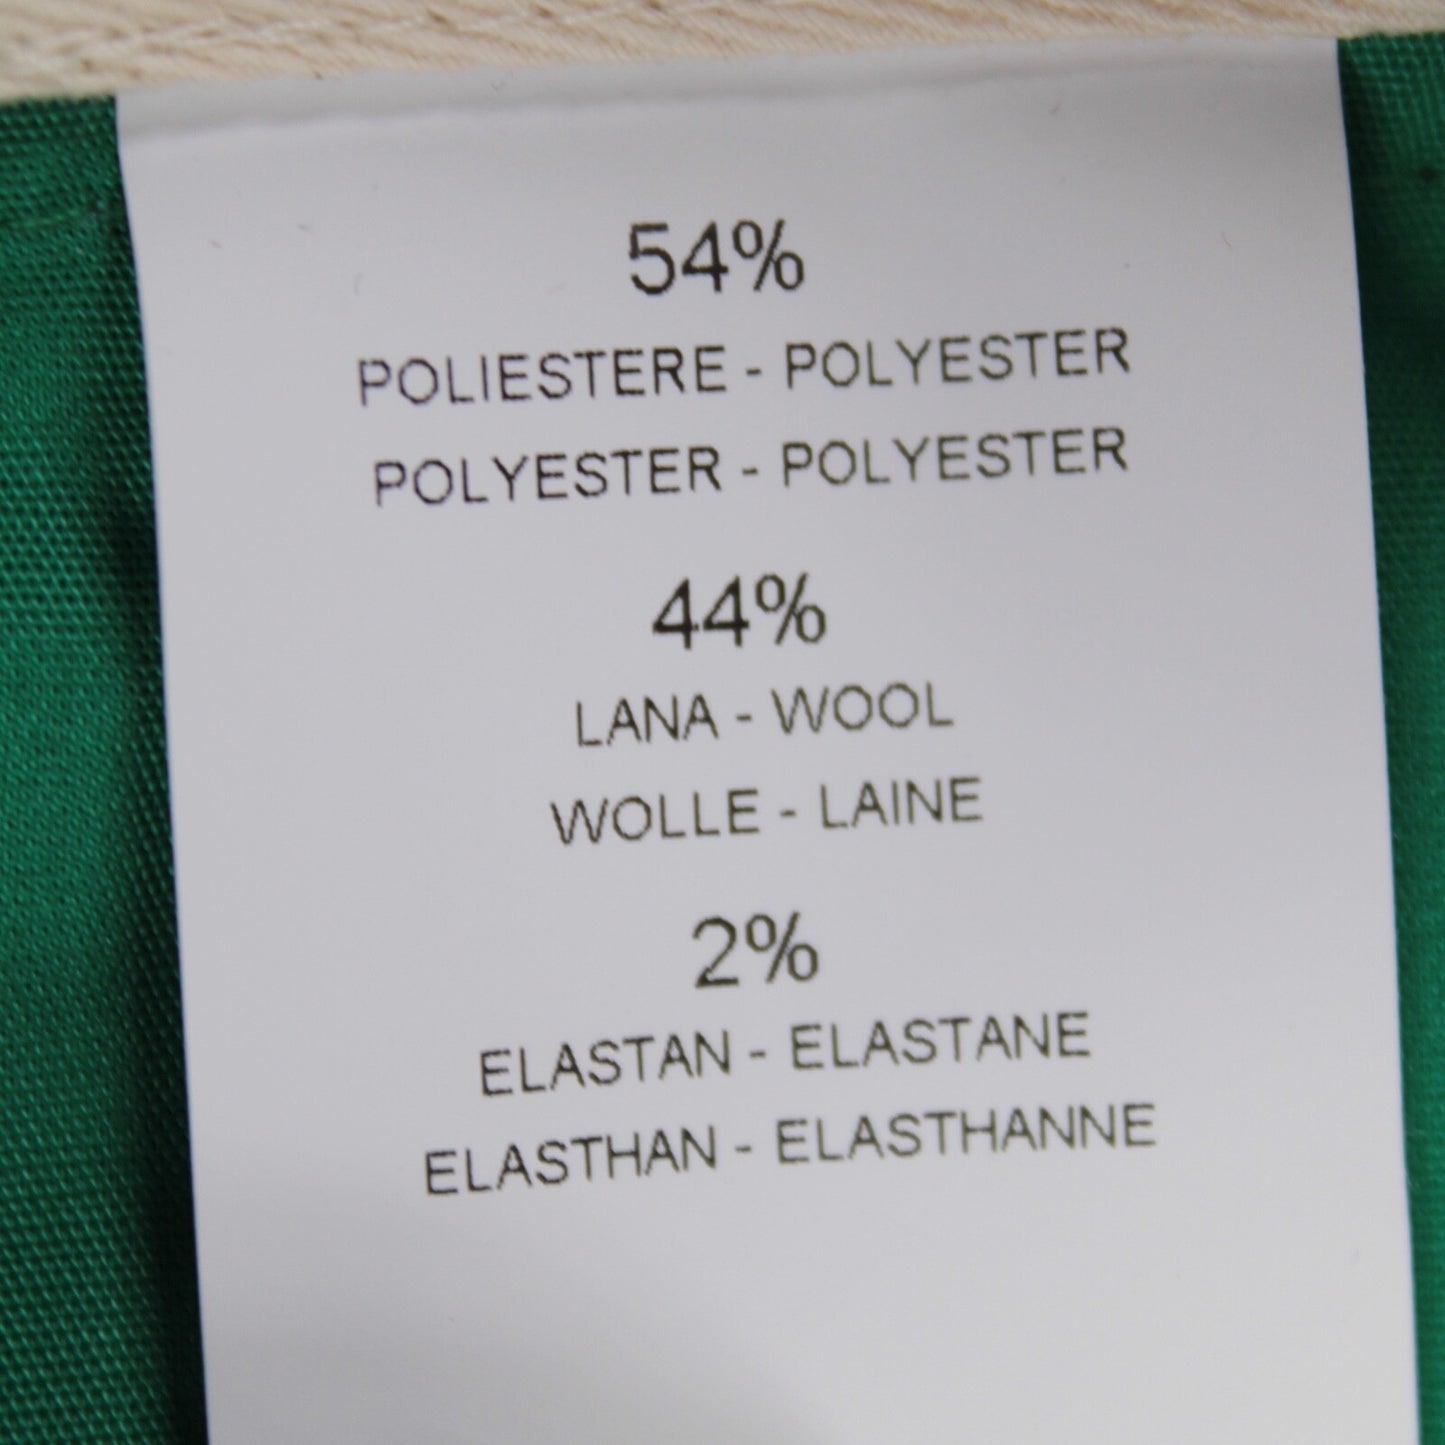 54%
POLIESTERE - POLYESTER
POLYESTER - POLYESTER
44%
LANA - WOOL
WOLLE - LAINE
2%
ELASTAN - ELASTANE
ELASTHAN - ELASTHANNE